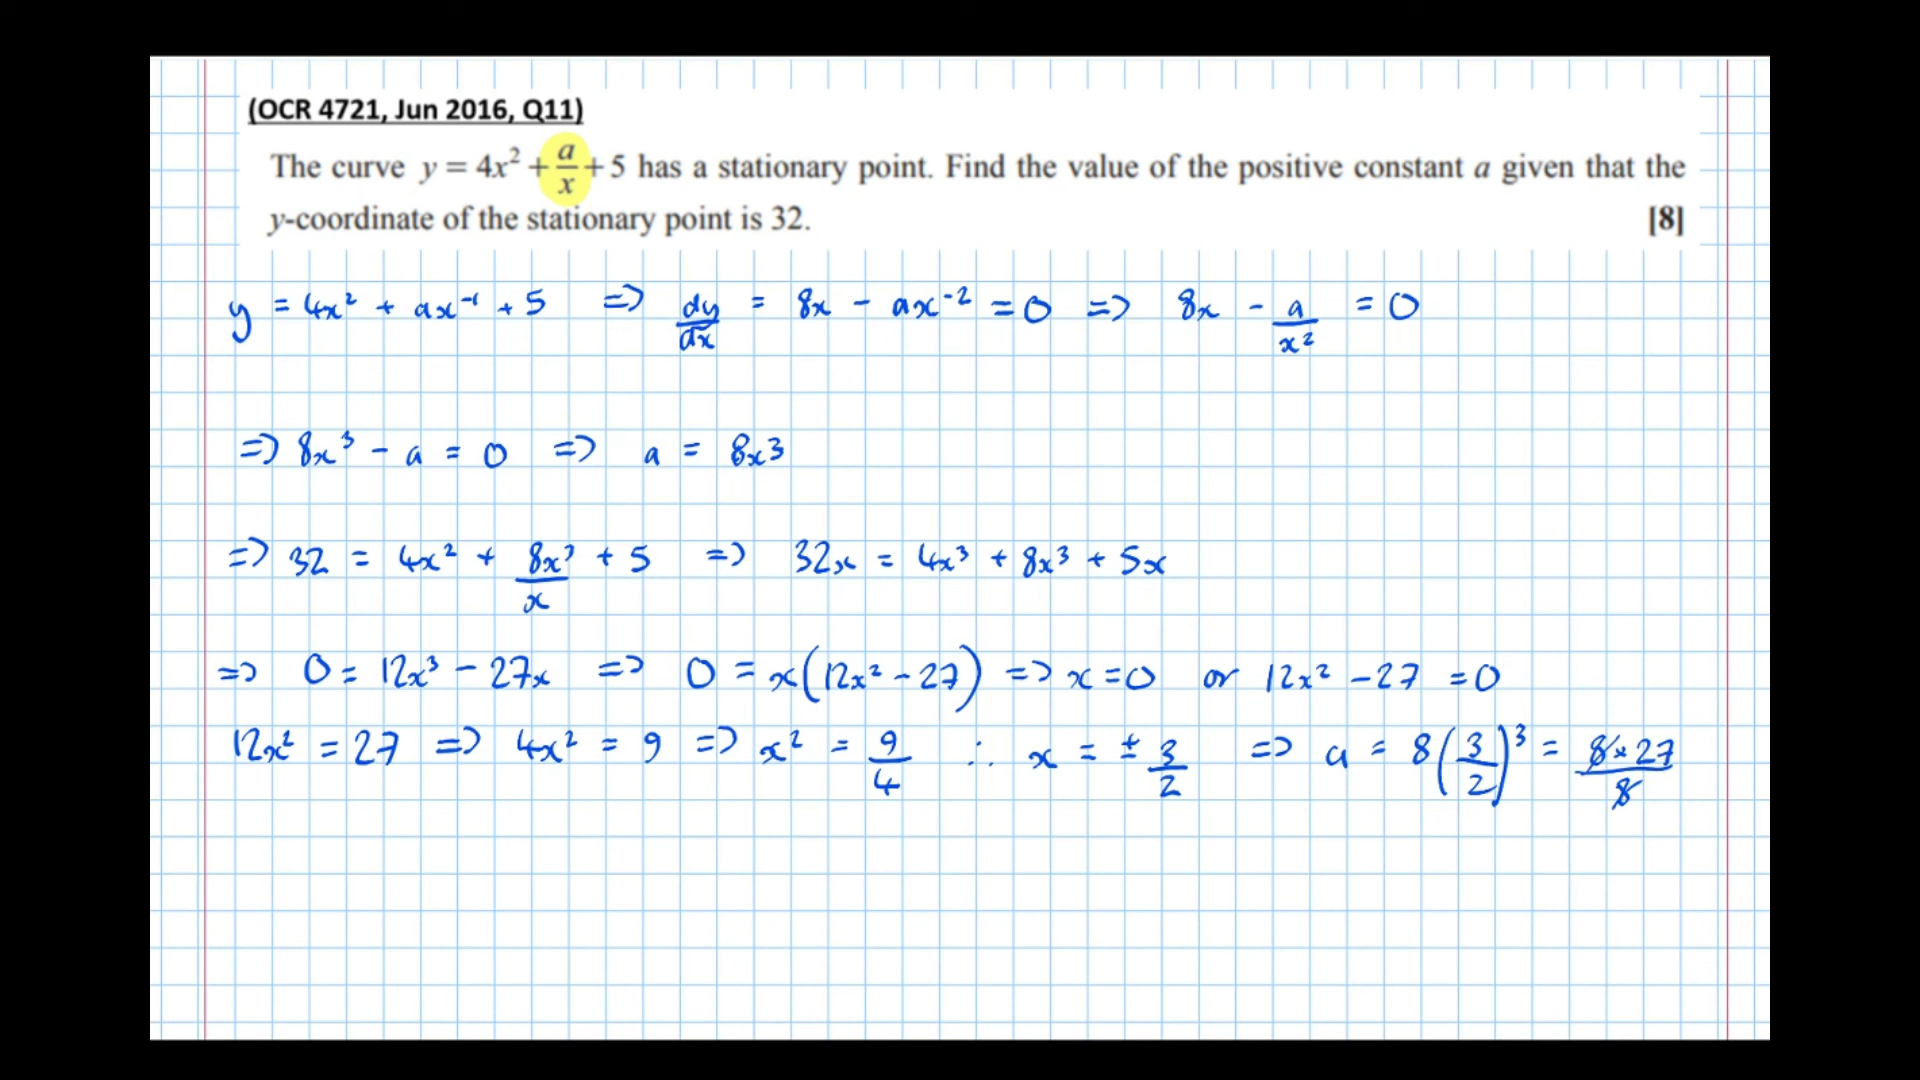 (OCR 4721, Jun 2016, Q11)
The curve y = 4x² + a/x + 5 has a stationary point. Find the value of the positive constant a given that the
y-coordinate of the stationary point is 32. [8]
y = 4x² + ax⁻¹ + 5 => dy/dx = 8x - ax⁻² = 0 => 8x - a/x² = 0
=> 8x³ - a = 0 => a = 8x³
=> 32 = 4x² + 8x³/x + 5 => 32x = 4x³ + 8x³ + 5x
=> 0 = 12x³ - 27x => 0 = x(12x² - 27) => x = 0 or 12x² - 27 = 0
12x² = 27 => 4x² = 9 => x² = 9/4 ∴ x = ± 3/2 => a = 8(3/2)³ = 8×27/8